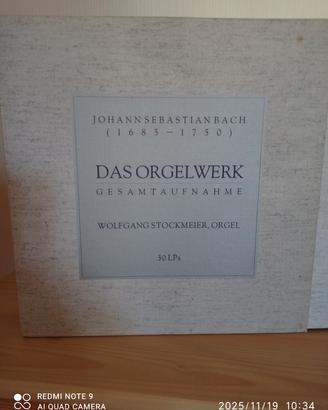 JOHANN SEBASTIAN BACH
(1685–1750)
DAS ORGELWERK
GESAMTAUFNAHME
WOLFGANG STOCKMEIER, ORGEL
30 LPs
REDMI NOTE 9
AI QUAD CAMERA
2025/11/19 10:34